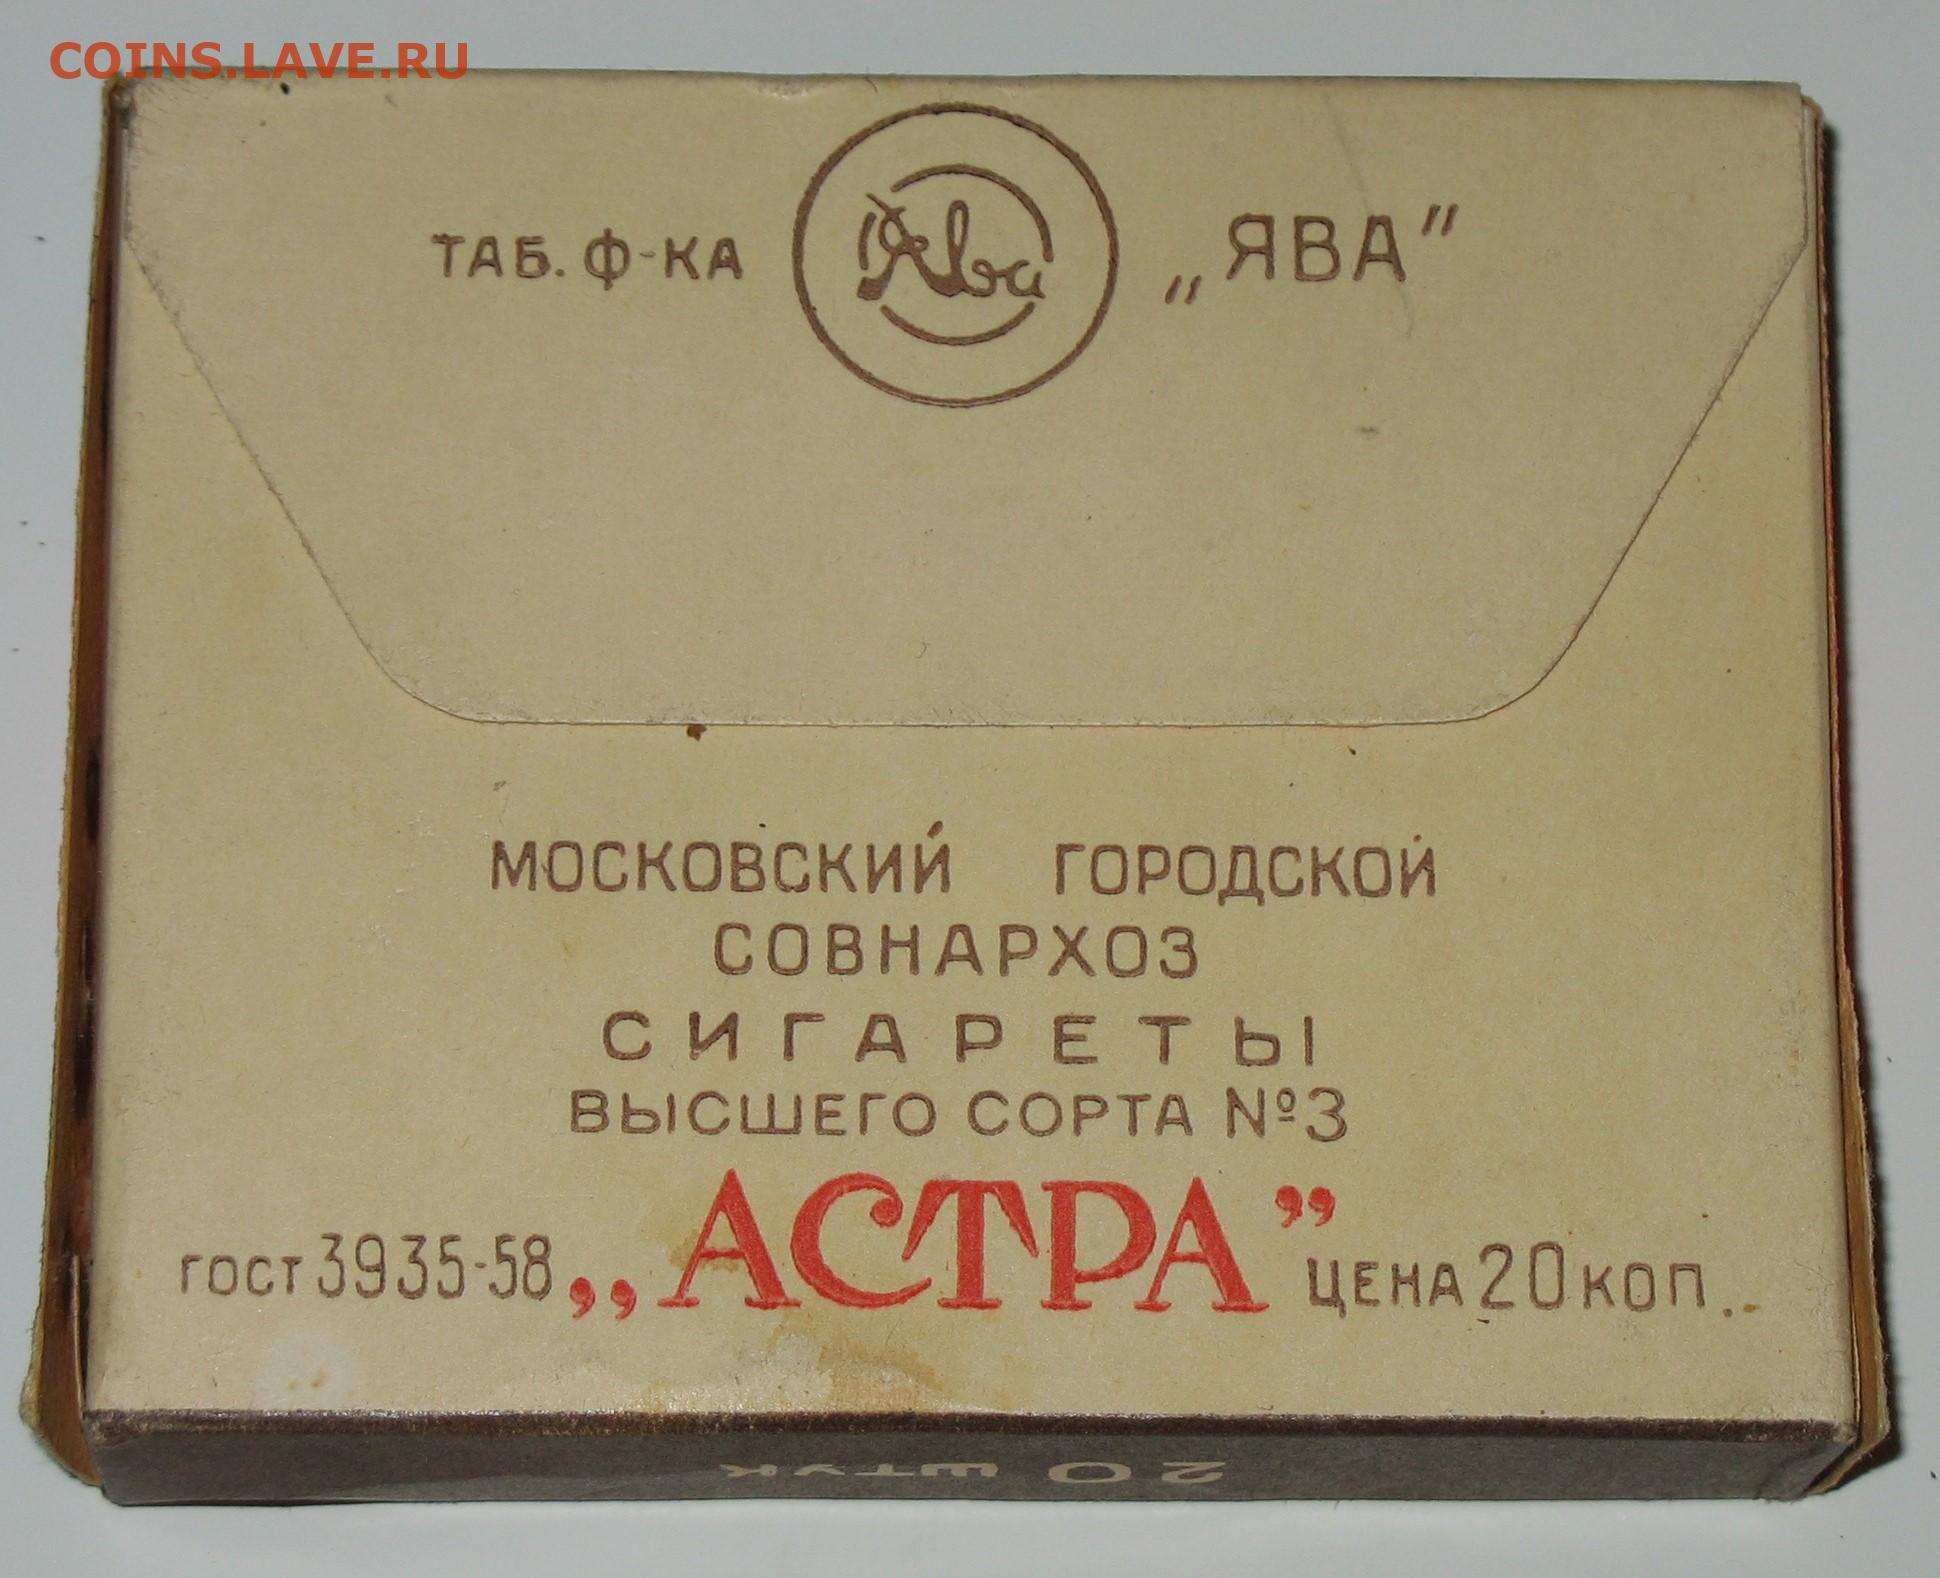 COINS.LAVE.RU
ТАБ. Ф-КА Ява „ЯВА”
МОСКОВСКИЙ ГОРОДСКОЙ
СОВНАРХОЗ
СИГАРЕТЫ
ВЫСШЕГО СОРТА №3
ГОСТ 3935-58 „АСТРА” ЦЕНА 20 КОП.
20 ШТУК